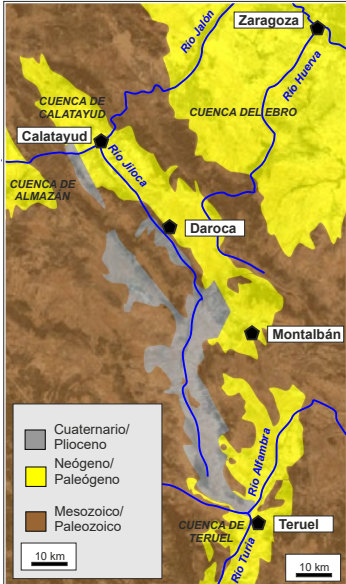 Zaragoza
Río Jalón
Río Huerva
CUENCA DE
CALATAYUD
CUENCA DEL EBRO
Calatayud
Río Jiloca
CUENCA DE
ALMAZÁN
Daroca
Montalbán
Cuaternario/
Plioceno
Neógeno/
Paleógeno
Mesozoico/
Paleozoico
10 km
Río Alfambra
CUENCA DE
TERUEL
Teruel
Río Turia
10 km